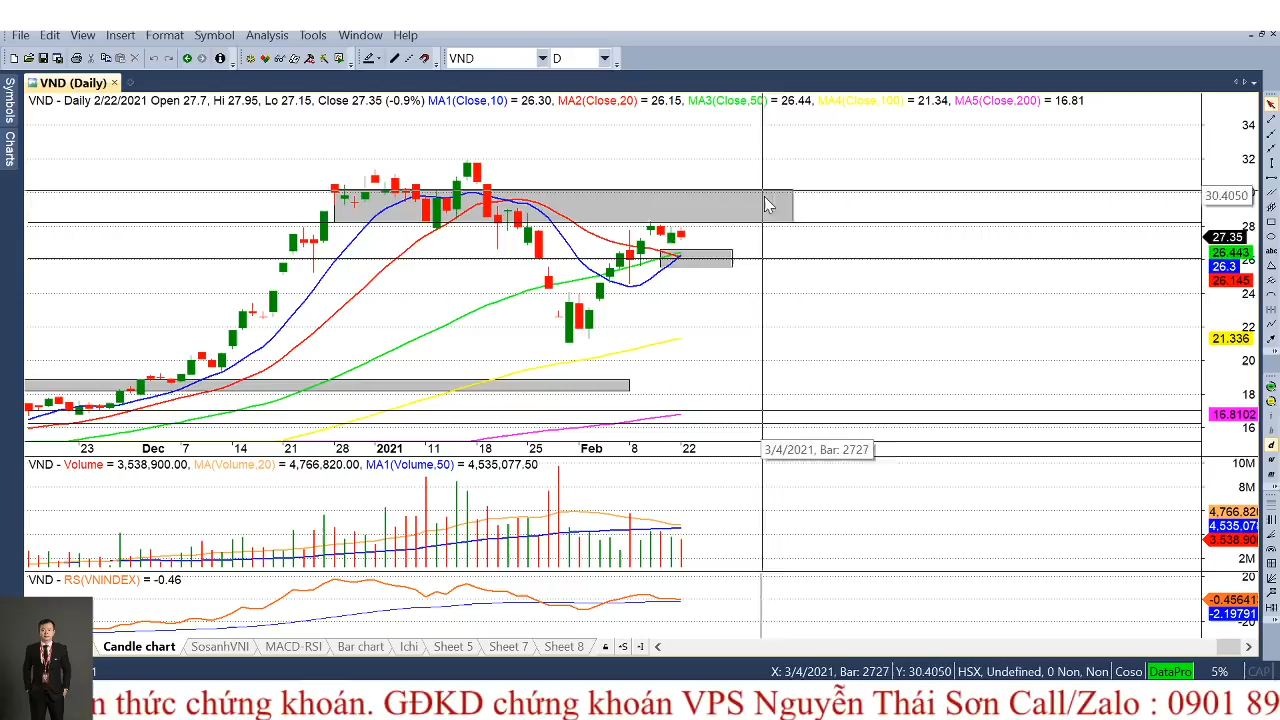 File Edit View Insert Format Symbol Analysis Tools Window Help
VND D
VND (Daily)
Symbols
Charts
VND - Daily 2/22/2021 Open 27.7, Hi 27.95, Lo 27.15, Close 27.35 (-0.9%) MA1(Close,10) = 26.30, MA2(Close,20) = 26.15, MA3(Close,50) = 26.44, MA4(Close,100) = 21.34, MA5(Close,200) = 16.81
34
32
30.4050
28
27.35
26.443
26
26.3
26.145
24
22
21.336
20
18
16.8102
16
23 Dec 7 14 21 28 2021 11 18 25 Feb 8 22
3/4/2021, Bar: 2727
VND - Volume = 3,538,900.00, MA(Volume,20) = 4,766,820.00, MA1(Volume,50) = 4,535,077.50
10M
8M
4,766,820
4,535,07
3,538,90
2M
VND - RS(VNINDEX) = -0.46
20
-0.45641
-2.19791
-20
Candle chart SosanhVNI MACD-RSI Bar chart Ichi Sheet 5 Sheet 7 Sheet 8
X: 3/4/2021, Bar: 2727 Y: 30.4050 HSX, Undefined, 0 Non, Non Coso DataPro 5% CAP
n thức chứng khoán. GĐKD chứng khoán VPS Nguyễn Thái Sơn Call/Zalo : 0901 89